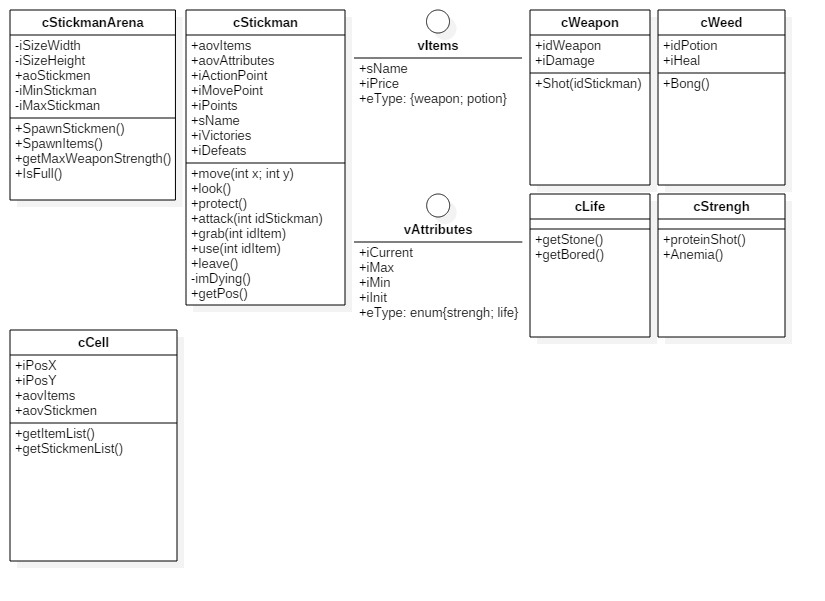 cStickmanArena
-iSizeWidth
-iSizeHeight
+aoStickmen
-iMinStickman
-iMaxStickman
+SpawnStickmen()
+SpawnItems()
+getMaxWeaponStrength()
+IsFull()
cStickman
+aovItems
+aovAttributes
+iActionPoint
+iMovePoint
+iPoints
+sName
+iVictories
+iDefeats
+move(int x; int y)
+look()
+protect()
+attack(int idStickman)
+grab(int idItem)
+use(int idItem)
+leave()
-imDying()
+getPos()
vItems
+sName
+iPrice
+eType: {weapon; potion}
cWeapon
+idWeapon
+iDamage
+Shot(idStickman)
cWeed
+idPotion
+iHeal
+Bong()
vAttributes
+iCurrent
+iMax
+iMin
+iInit
+eType: enum{strengh; life}
cLife
+getStone()
+getBored()
cStrengh
+proteinShot()
+Anemia()
cCell
+iPosX
+iPosY
+aovItems
+aovStickmen
+getItemList()
+getStickmenList()